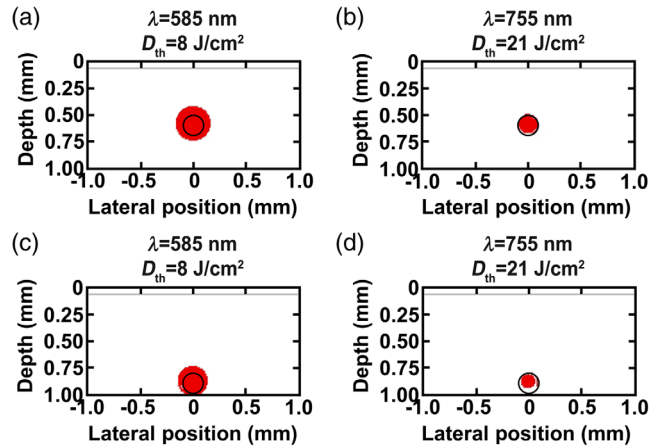 (a)
λ=585 nm
Dth=8 J/cm²
Depth (mm)
0
0.25
0.50
0.75
1.00
-1.0 -0.5 0 0.5 1.0
Lateral position (mm)
(b)
λ=755 nm
Dth=21 J/cm²
Depth (mm)
0
0.25
0.50
0.75
1.00
-1.0 -0.5 0 0.5 1.0
Lateral position (mm)
(c)
λ=585 nm
Dth=8 J/cm²
Depth (mm)
0
0.25
0.50
0.75
1.00
-1.0 -0.5 0 0.5 1.0
Lateral position (mm)
(d)
λ=755 nm
Dth=21 J/cm²
Depth (mm)
0
0.25
0.50
0.75
1.00
-1.0 -0.5 0 0.5 1.0
Lateral position (mm)